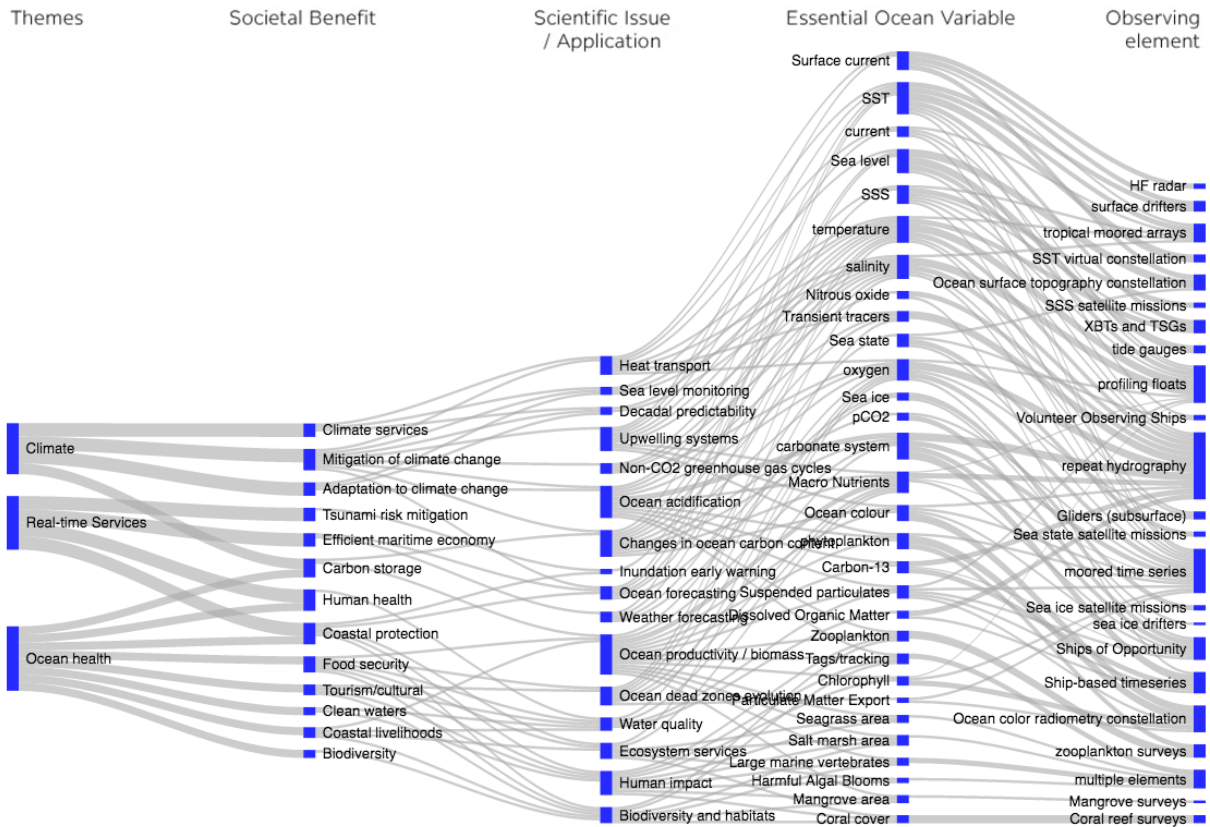 Themes
Societal Benefit
Scientific Issue
/ Application
Essential Ocean Variable
Observing
element
Climate
Real-time Services
Ocean health
Climate services
Mitigation of climate change
Adaptation to climate change
Tsunami risk mitigation
Efficient maritime economy
Carbon storage
Human health
Coastal protection
Food security
Tourism/cultural
Clean waters
Coastal livelihoods
Biodiversity
Heat transport
Sea level monitoring
Decadal predictability
Upwelling systems
Non-CO2 greenhouse gas cycles
Ocean acidification
Changes in ocean carbon content
Inundation early warning
Ocean forecasting
Weather forecasting
Ocean productivity / biomass
Ocean dead zones evolution
Water quality
Ecosystem services
Human impact
Biodiversity and habitats
Surface current
SST
current
Sea level
SSS
temperature
salinity
Nitrous oxide
Transient tracers
Sea state
oxygen
Sea ice
pCO2
carbonate system
Macro Nutrients
Ocean colour
phytoplankton
Carbon-13
Suspended particulates
Dissolved Organic Matter
Zooplankton
Tags/tracking
Chlorophyll
Particulate Matter Export
Seagrass area
Salt marsh area
Large marine vertebrates
Harmful Algal Blooms
Mangrove area
Coral cover
HF radar
surface drifters
tropical moored arrays
SST virtual constellation
Ocean surface topography constellation
SSS satellite missions
XBTs and TSGs
tide gauges
profiling floats
Volunteer Observing Ships
repeat hydrography
Gliders (subsurface)
Sea state satellite missions
moored time series
Sea ice satellite missions
sea ice drifters
Ships of Opportunity
Ship-based timeseries
Ocean color radiometry constellation
zooplankton surveys
multiple elements
Mangrove surveys
Coral reef surveys